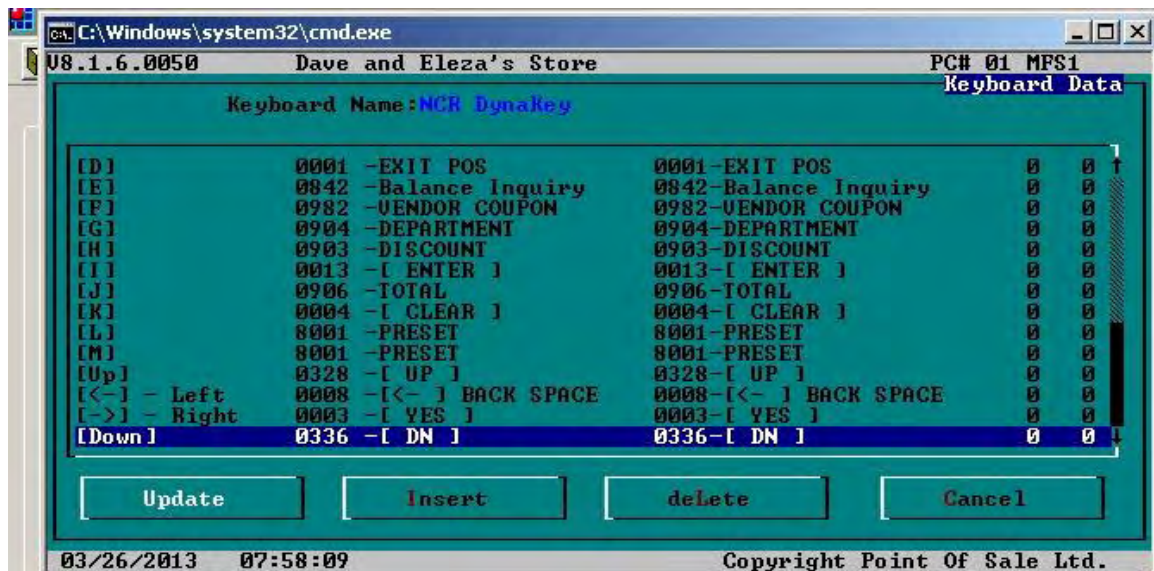 C:\Windows\system32\cmd.exe
V8.1.6.0050 Dave and Eleza's Store PC# 01 MFS1
Keyboard Data
Keyboard Name:NCR DynaKey
[D] 0001 -EXIT POS 0001-EXIT POS 0 0
[E] 0842 -Balance Inquiry 0842-Balance Inquiry 0 0
[F] 0982 -VENDOR COUPON 0982-VENDOR COUPON 0 0
[G] 0904 -DEPARTMENT 0904-DEPARTMENT 0 0
[H] 0903 -DISCOUNT 0903-DISCOUNT 0 0
[I] 0013 -[ ENTER ] 0013-[ ENTER ] 0 0
[J] 0906 -TOTAL 0906-TOTAL 0 0
[K] 0004 -[ CLEAR ] 0004-[ CLEAR ] 0 0
[L] 8001 -PRESET 8001-PRESET 0 0
[M] 8001 -PRESET 8001-PRESET 0 0
[Up] 0328 -[ UP ] 0328-[ UP ] 0 0
[<-] - Left 0008 -[<- ] BACK SPACE 0008-[<- ] BACK SPACE 0 0
[->] - Right 0003 -[ YES ] 0003-[ YES ] 0 0
[Down] 0336 -[ DN ] 0336-[ DN ] 0 0
Update Insert deLete Cancel
03/26/2013 07:58:09 Copyright Point Of Sale Ltd.